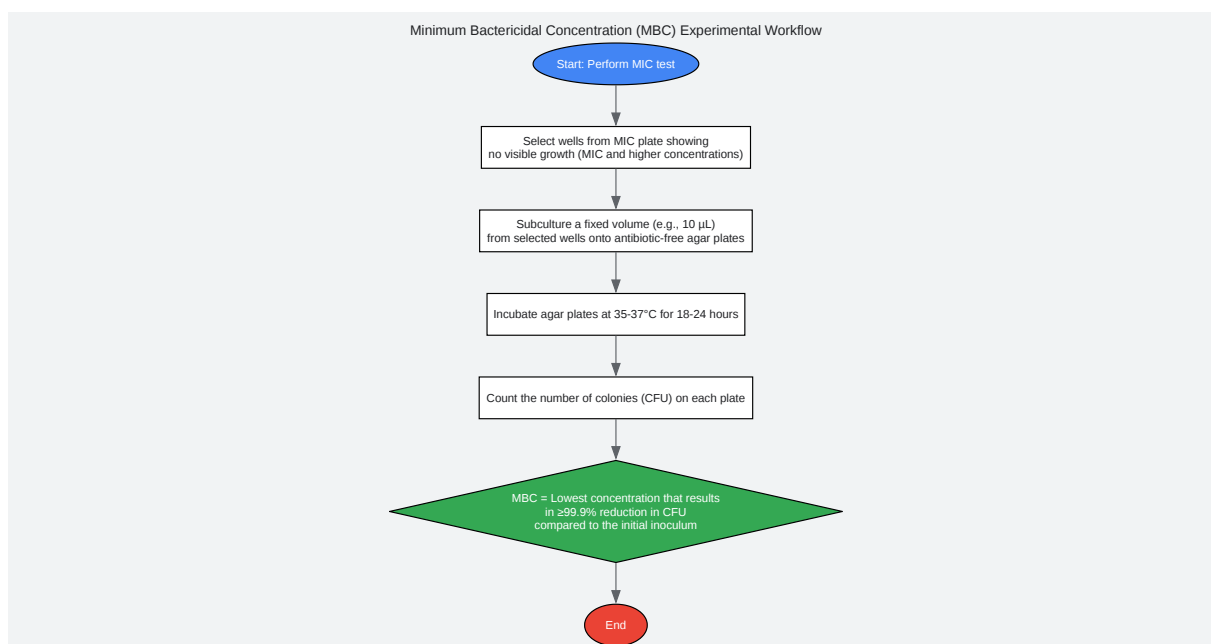 Minimum Bactericidal Concentration (MBC) Experimental Workflow
Start: Perform MIC test
Select wells from MIC plate showing
no visible growth (MIC and higher concentrations)
Subculture a fixed volume (e.g., 10 µL)
from selected wells onto antibiotic-free agar plates
Incubate agar plates at 35-37°C for 18-24 hours
Count the number of colonies (CFU) on each plate
MBC = Lowest concentration that results
in ≥99.9% reduction in CFU
compared to the initial inoculum
End